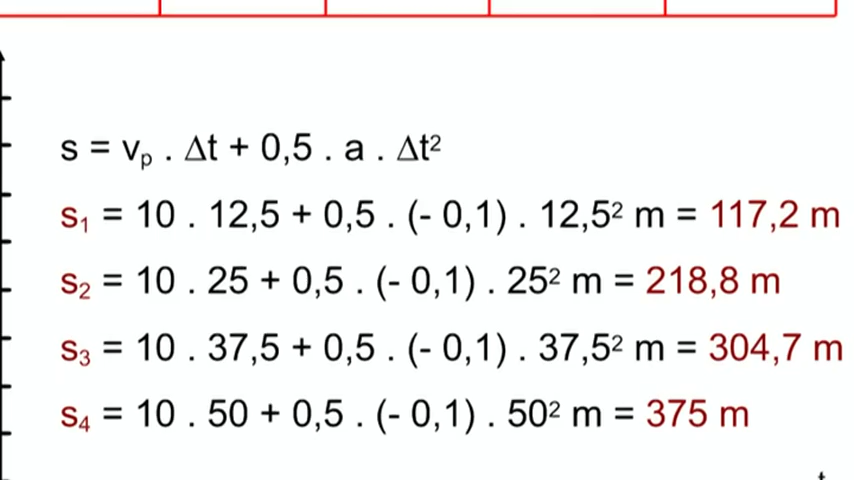 s = vₚ . Δt + 0,5 . a . Δt²
s₁ = 10 . 12,5 + 0,5 . (- 0,1) . 12,5² m = 117,2 m
s₂ = 10 . 25 + 0,5 . (- 0,1) . 25² m = 218,8 m
s₃ = 10 . 37,5 + 0,5 . (- 0,1) . 37,5² m = 304,7 m
s₄ = 10 . 50 + 0,5 . (- 0,1) . 50² m = 375 m